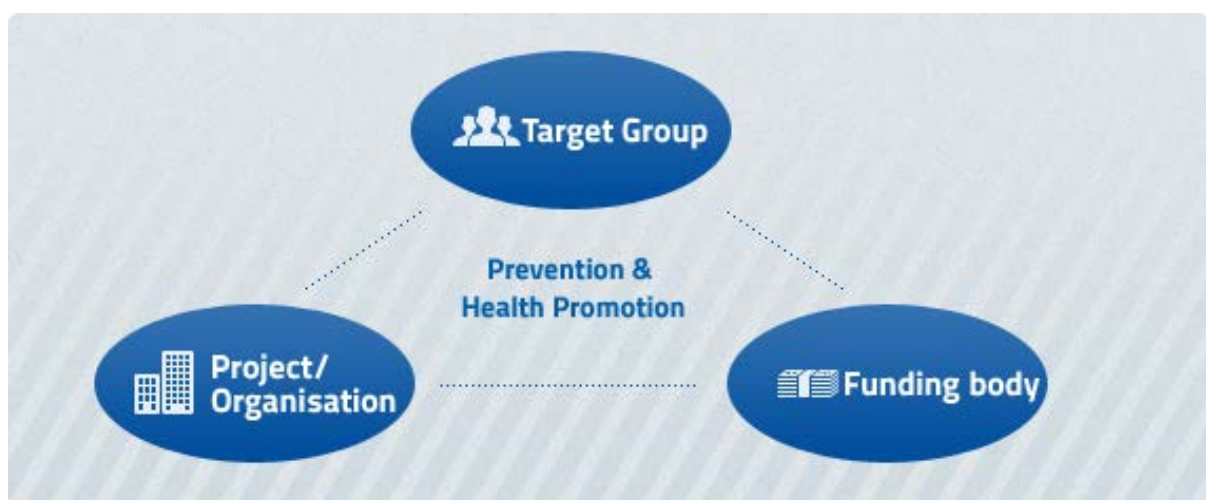 Target Group
Prevention &
Health Promotion
Project/
Organisation
Funding body